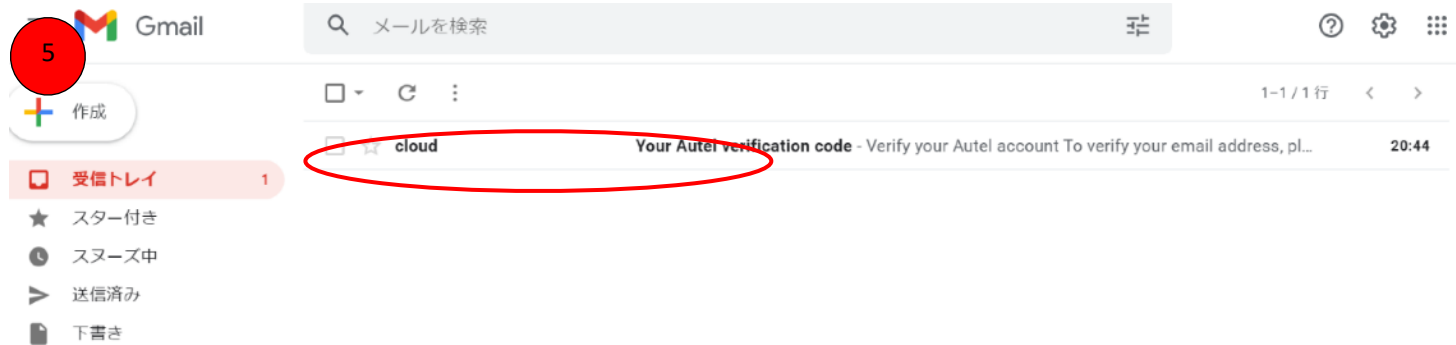 Gmail
メールを検索
5
作成
1-1 / 1 行
cloud Your Autel verification code - Verify your Autel account To verify your email address, pl... 20:44
受信トレイ 1
スター付き
スヌーズ中
送信済み
下書き